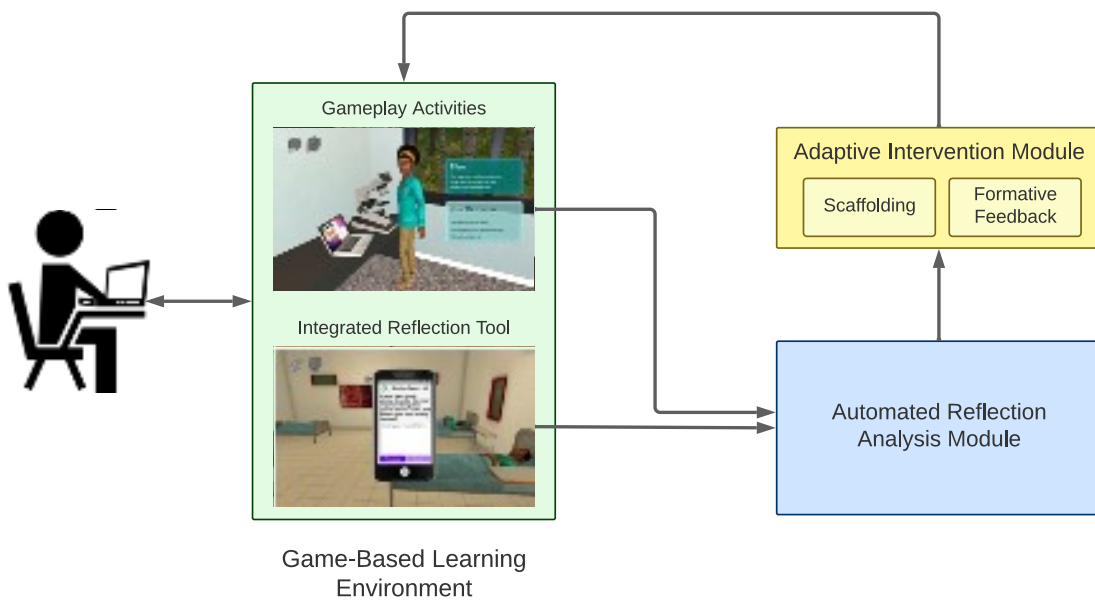 Gameplay Activities
Integrated Reflection Tool
Game-Based Learning
Environment
Adaptive Intervention Module
Scaffolding
Formative
Feedback
Automated Reflection
Analysis Module